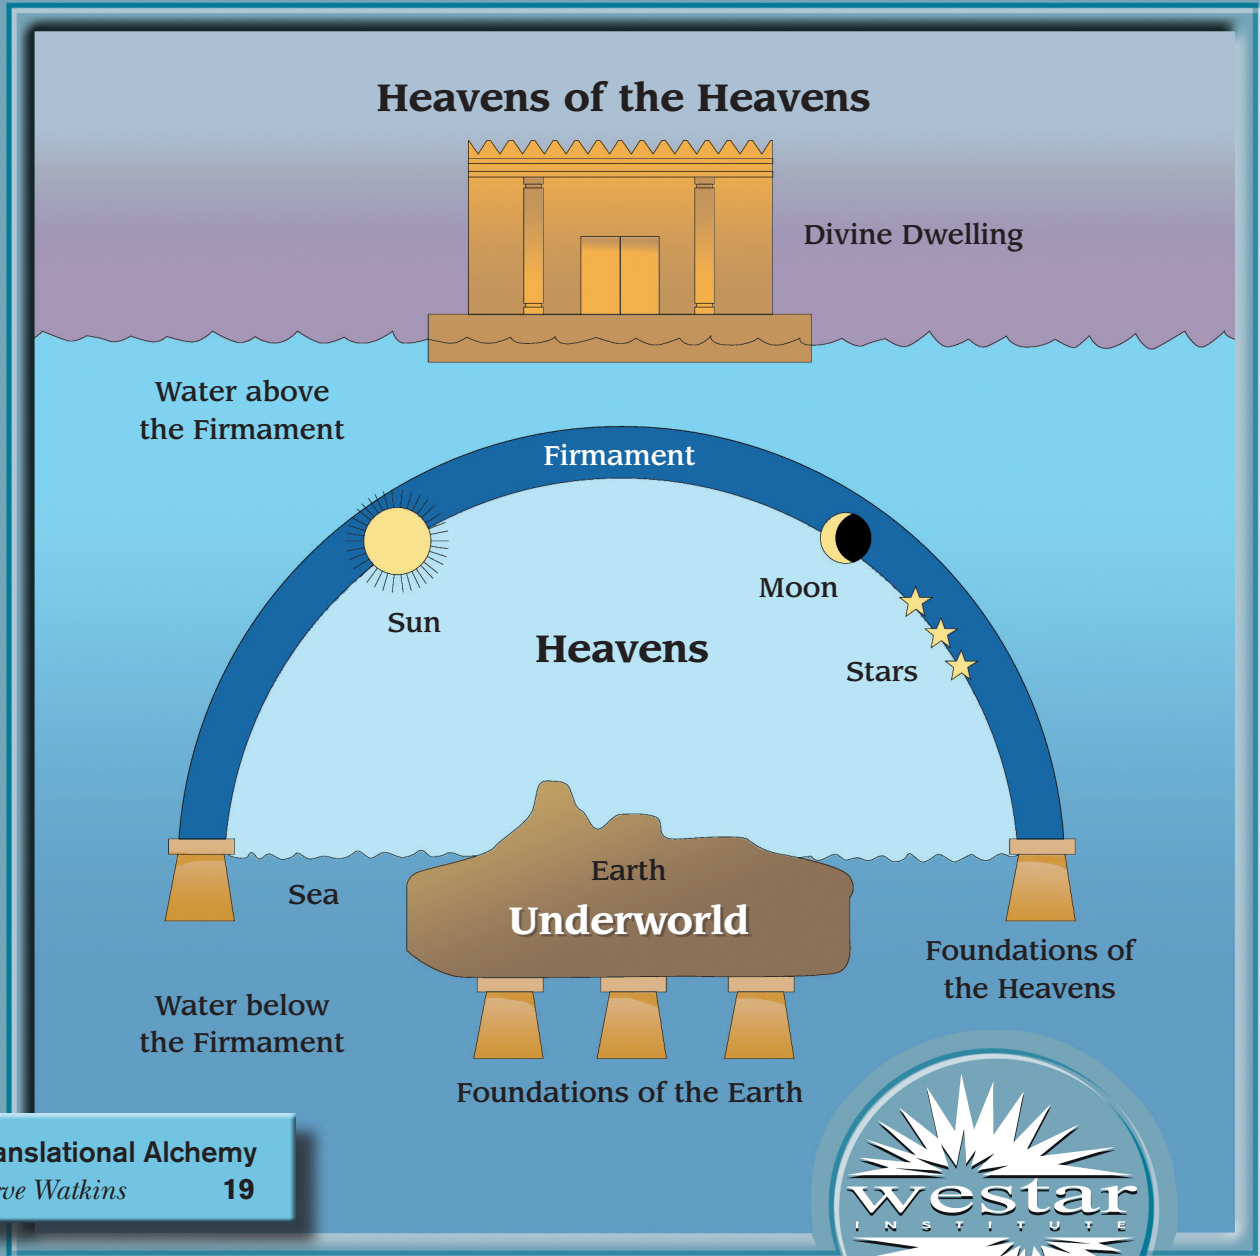 Heavens of the Heavens
Divine Dwelling
Water above
the Firmament
Firmament
Sun
Moon
Heavens
Stars
Earth
Sea
Underworld
Foundations of
the Heavens
Water below
the Firmament
Foundations of the Earth
anslational Alchemy
rve Watkins 19
westar
INSTITUTE